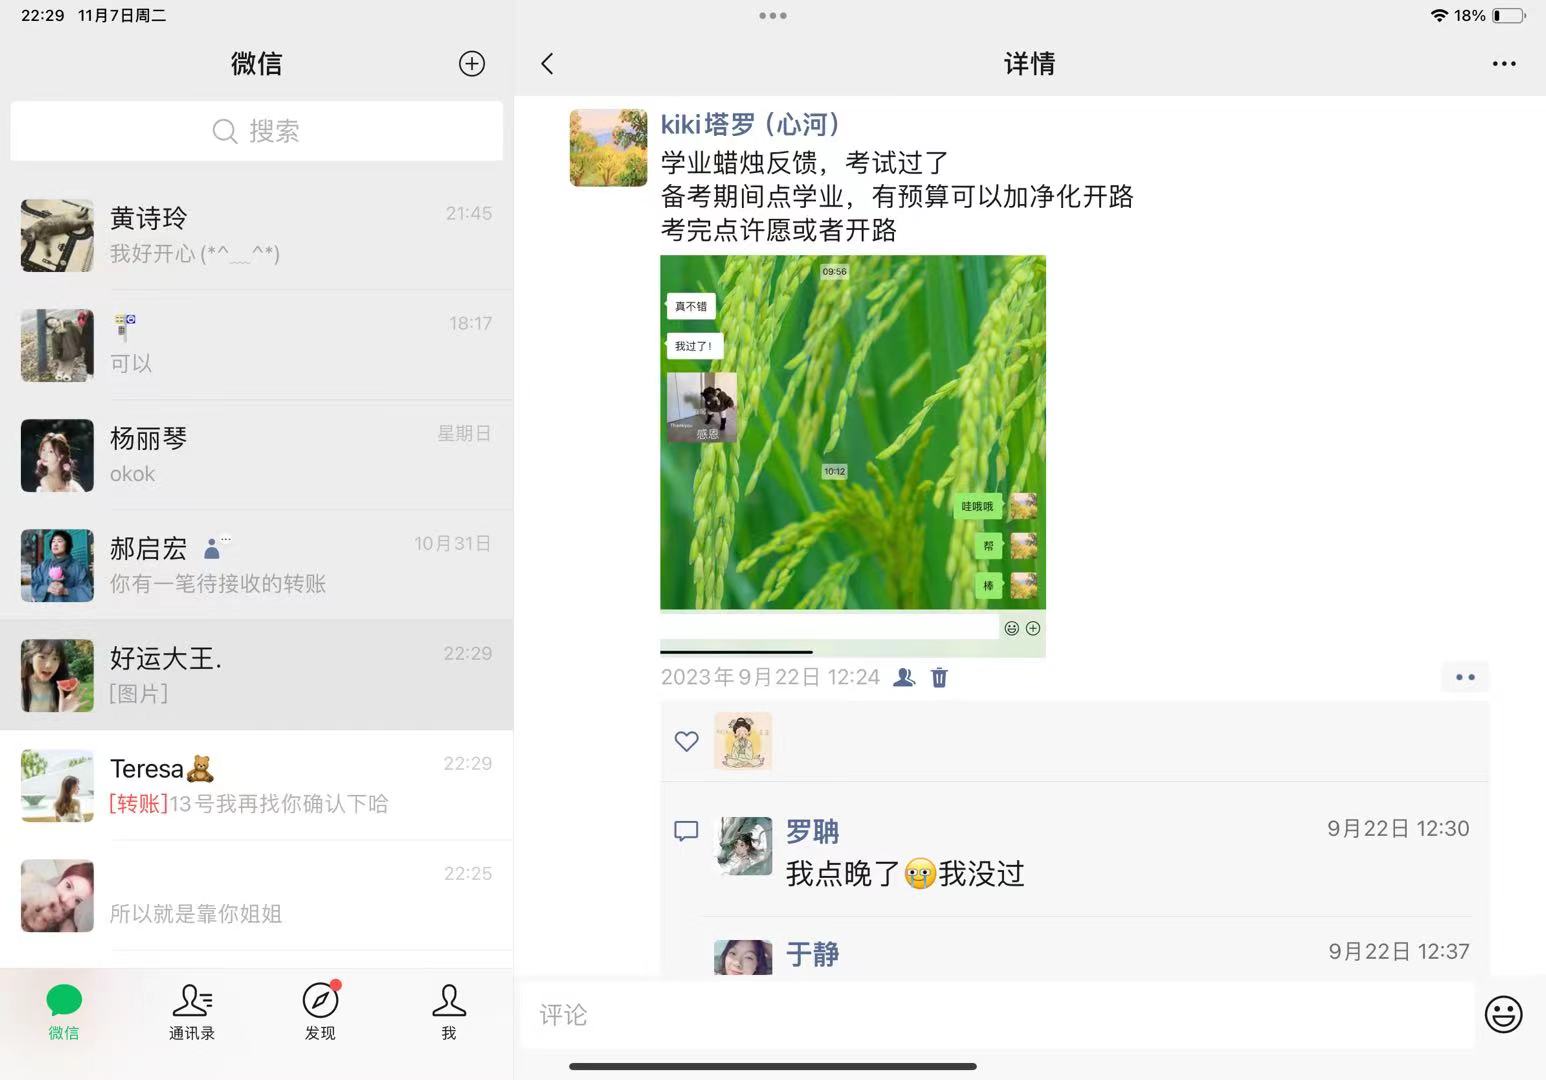 22:29 11月7日周二
18%
微信
搜索
黄诗玲
21:45
我好开心(*^﹏^*)
18:17
可以
杨丽琴
星期日
okok
郝启宏
10月31日
你有一笔待接收的转账
好运大王.
22:29
[图片]
Teresa🧸
22:29
[转账]13号我再找你确认下哈
22:25
所以就是靠你姐姐
微信
通讯录
发现
我
详情
kiki塔罗（心河）
学业蜡烛反馈，考试过了
备考期间点学业，有预算可以加净化开路
考完点许愿或者开路
09:56
真不错
我过了！
Thankyou
感恩
10:12
哇哦哦
帮
棒
2023年9月22日 12:24
罗聃
9月22日 12:30
我点晚了🥹我没过
于静
9月22日 12:37
评论